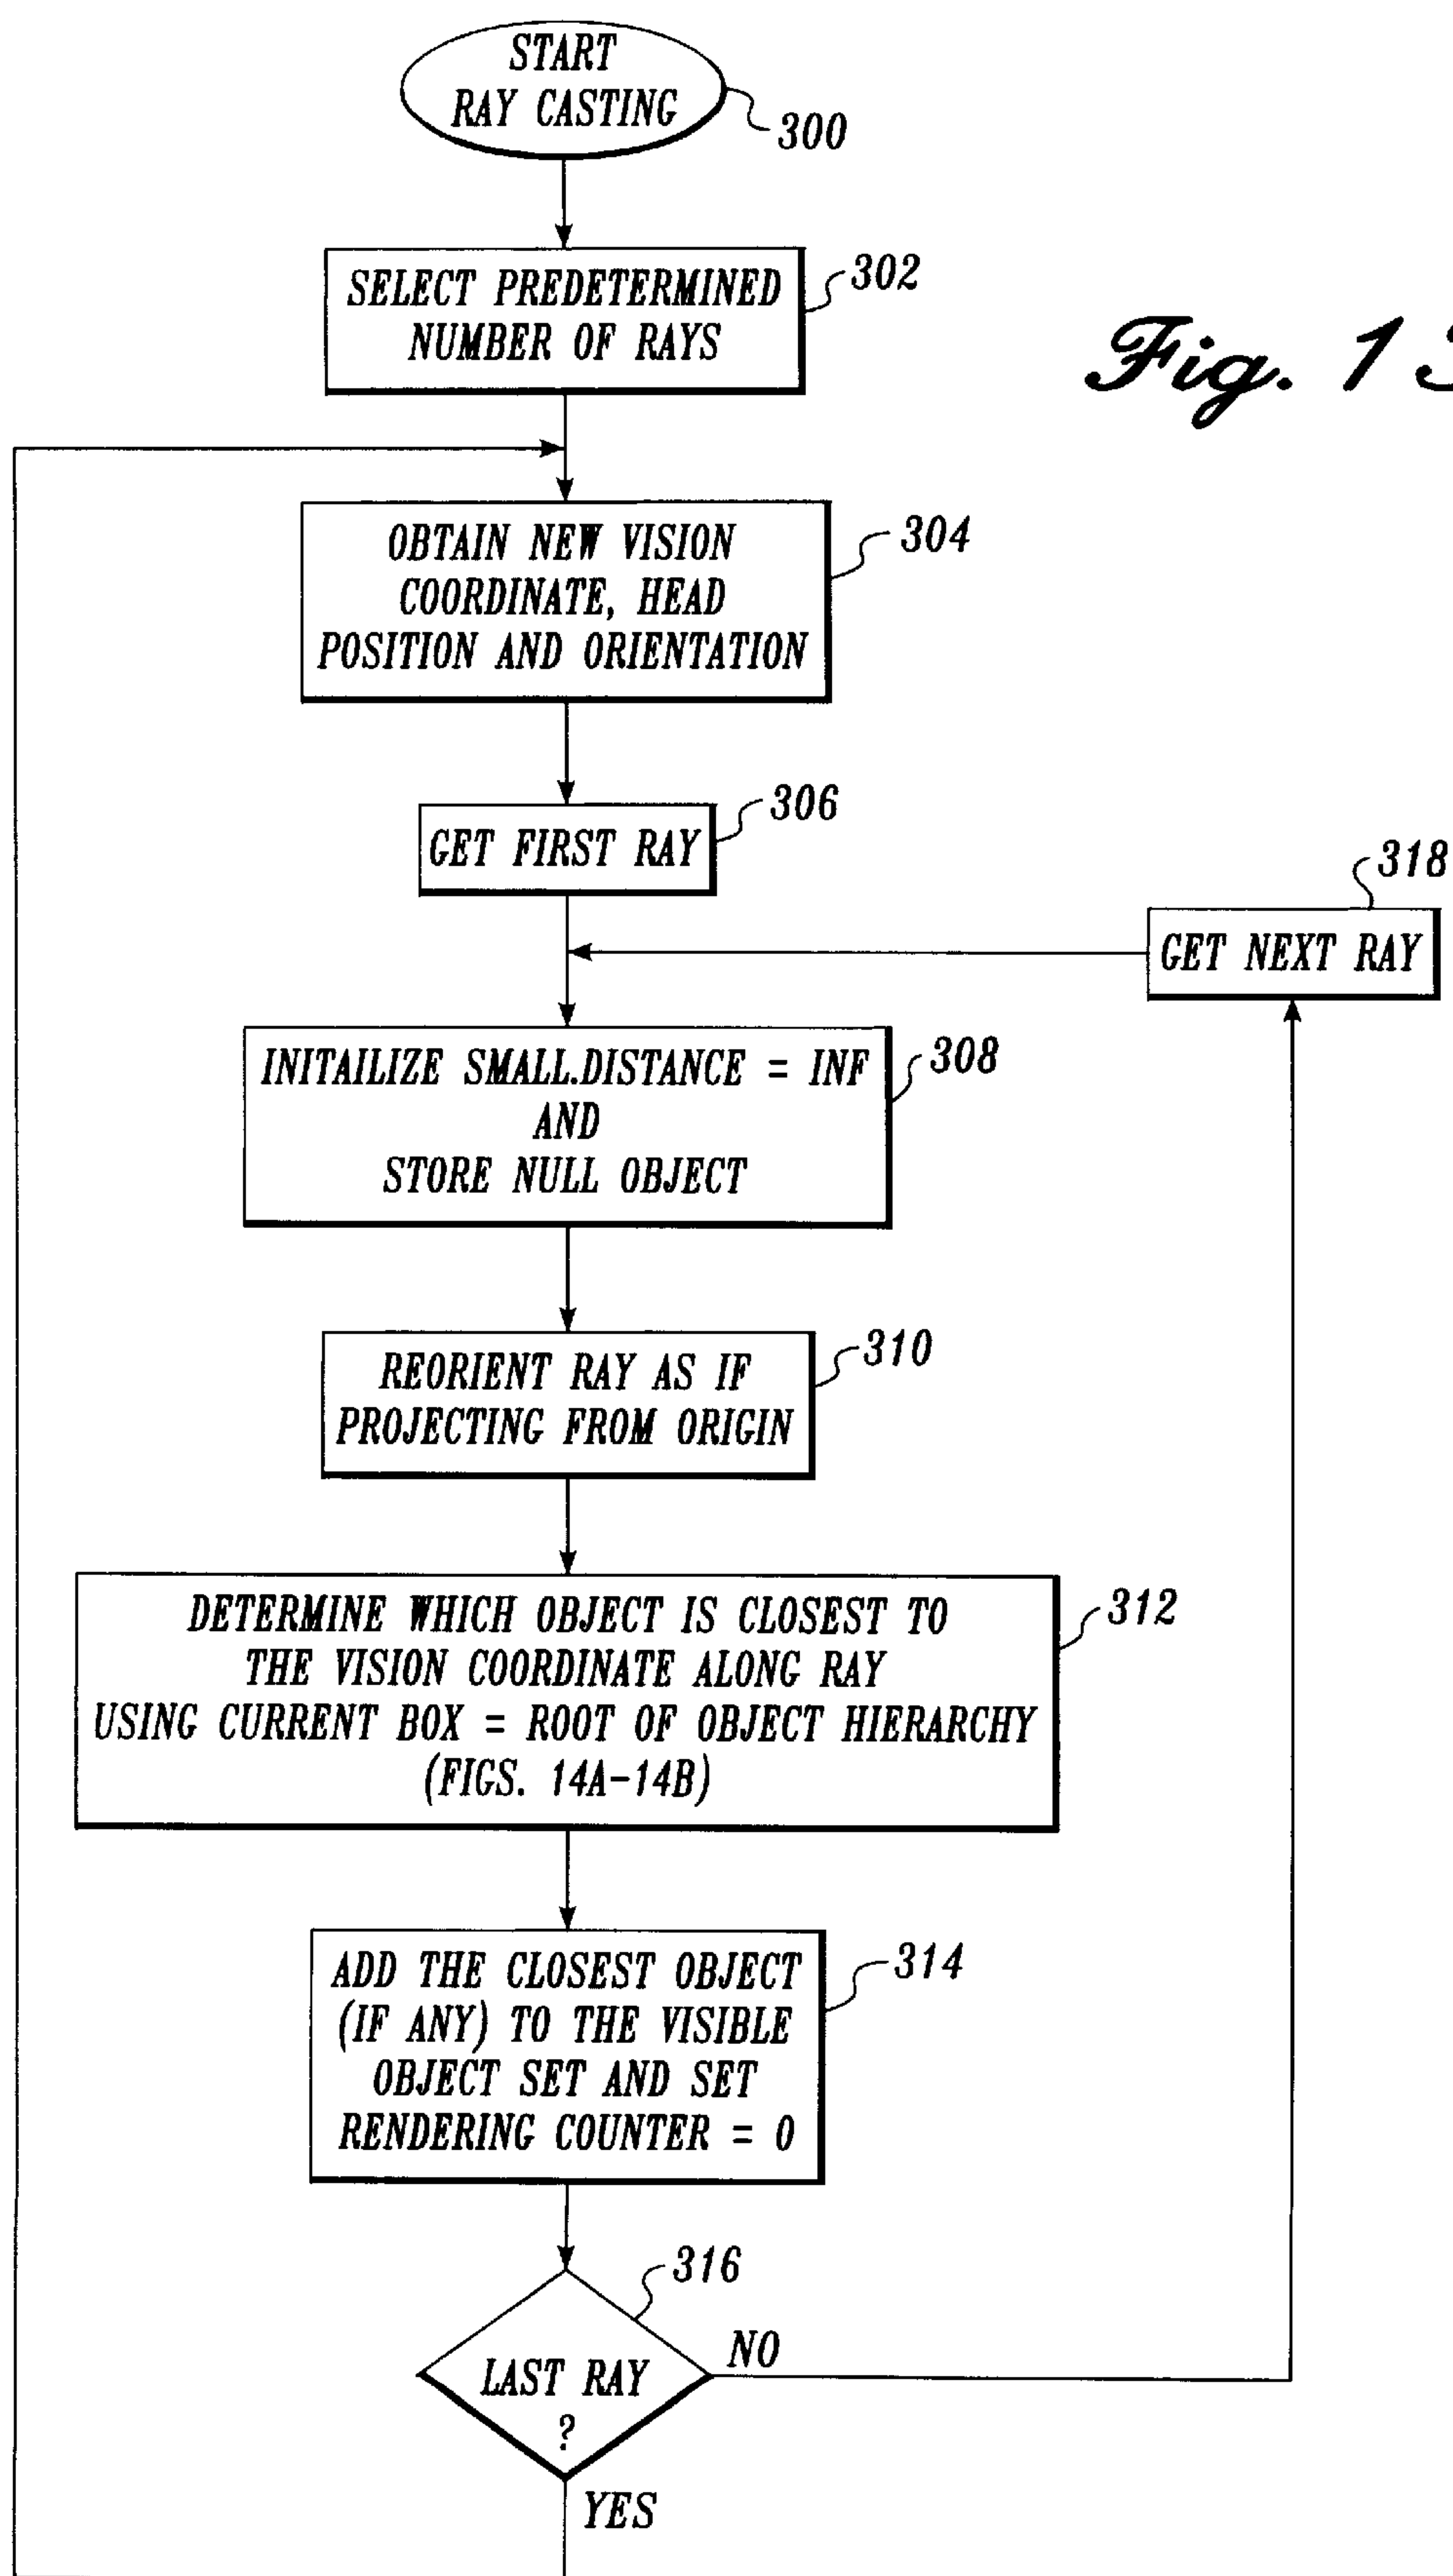 START
RAY CASTING
300
SELECT PREDETERMINED
NUMBER OF RAYS
302
Fig. 13
OBTAIN NEW VISION
COORDINATE, HEAD
POSITION AND ORIENTATION
304
GET FIRST RAY
306
318
GET NEXT RAY
INITAILIZE SMALL.DISTANCE = INF
AND
STORE NULL OBJECT
308
REORIENT RAY AS IF
PROJECTING FROM ORIGIN
310
DETERMINE WHICH OBJECT IS CLOSEST TO
THE VISION COORDINATE ALONG RAY
USING CURRENT BOX = ROOT OF OBJECT HIERARCHY
(FIGS. 14A-14B)
312
ADD THE CLOSEST OBJECT
(IF ANY) TO THE VISIBLE
OBJECT SET AND SET
RENDERING COUNTER = 0
314
316
LAST RAY
?
NO
YES